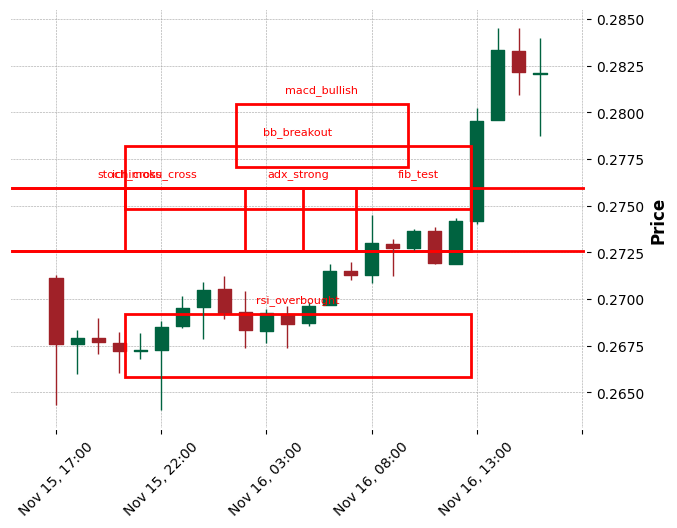 macd_bullish
bb_breakout
stoch_cross
ichimoku_cross
adx_strong
fib_test
rsi_overbought
0.2850
0.2825
0.2800
0.2775
0.2750
0.2725
0.2700
0.2675
0.2650
Price
Nov 15, 17:00
Nov 15, 22:00
Nov 16, 03:00
Nov 16, 08:00
Nov 16, 13:00